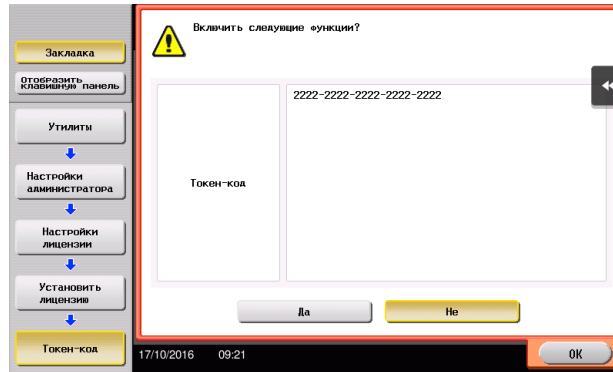 Закладка
Отобразить
клавишную панель
Утилиты
Настройки
администратора
Настройки
лицензии
Установить
лицензию
Токен-код
Включить следующие функции?
Токен-код
2222-2222-2222-2222-2222
Да
Не
17/10/2016 09:21
OK